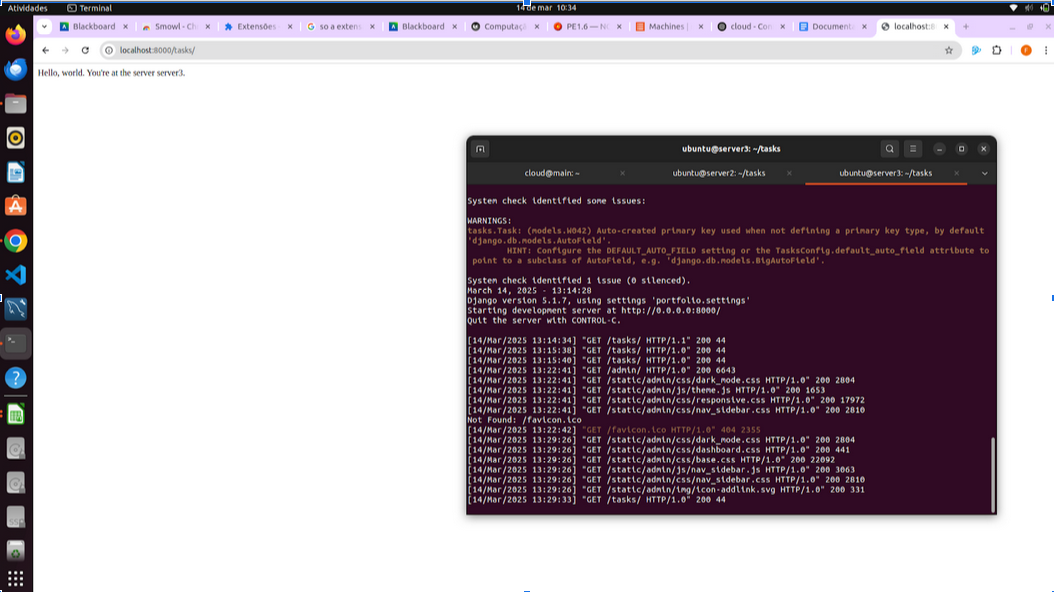 Atividades
Terminal
14 de mar 10:34
Blackboard
Smowl - Ch
Extensões
so a extens
Blackboard
Computaçã
PE1.6 — No
Machines |
cloud - Con
Document
localhost:8
localhost:8000/tasks/
Hello, world. You're at the server server3.
ubuntu@server3: ~/tasks
cloud@main: ~
ubuntu@server2: ~/tasks
ubuntu@server3: ~/tasks
System check identified some issues:
WARNINGS:
tasks.Task: (models.W042) Auto-created primary key used when not defining a primary key type, by default
'django.db.models.AutoField'.
HINT: Configure the DEFAULT_AUTO_FIELD setting or the TasksConfig.default_auto_field attribute to
point to a subclass of AutoField, e.g. 'django.db.models.BigAutoField'.
System check identified 1 issue (0 silenced).
March 14, 2025 - 13:14:28
Django version 5.1.7, using settings 'portfolio.settings'
Starting development server at http://0.0.0.0:8000/
Quit the server with CONTROL-C.
[14/Mar/2025 13:14:34] "GET /tasks/ HTTP/1.1" 200 44
[14/Mar/2025 13:15:38] "GET /tasks/ HTTP/1.0" 200 44
[14/Mar/2025 13:15:40] "GET /tasks/ HTTP/1.0" 200 44
[14/Mar/2025 13:22:41] "GET /admin/ HTTP/1.0" 200 6643
[14/Mar/2025 13:22:41] "GET /static/admin/css/dark_mode.css HTTP/1.0" 200 2804
[14/Mar/2025 13:22:41] "GET /static/admin/js/theme.js HTTP/1.0" 200 1653
[14/Mar/2025 13:22:41] "GET /static/admin/css/responsive.css HTTP/1.0" 200 17972
[14/Mar/2025 13:22:41] "GET /static/admin/css/nav_sidebar.css HTTP/1.0" 200 2810
Not Found: /favicon.ico
[14/Mar/2025 13:22:42] "GET /favicon.ico HTTP/1.0" 404 2355
[14/Mar/2025 13:29:26] "GET /static/admin/css/dark_mode.css HTTP/1.0" 200 2804
[14/Mar/2025 13:29:26] "GET /static/admin/css/dashboard.css HTTP/1.0" 200 441
[14/Mar/2025 13:29:26] "GET /static/admin/css/base.css HTTP/1.0" 200 22092
[14/Mar/2025 13:29:26] "GET /static/admin/js/nav_sidebar.js HTTP/1.0" 200 3063
[14/Mar/2025 13:29:26] "GET /static/admin/css/nav_sidebar.css HTTP/1.0" 200 2810
[14/Mar/2025 13:29:26] "GET /static/admin/img/icon-addlink.svg HTTP/1.0" 200 331
[14/Mar/2025 13:29:33] "GET /tasks/ HTTP/1.0" 200 44